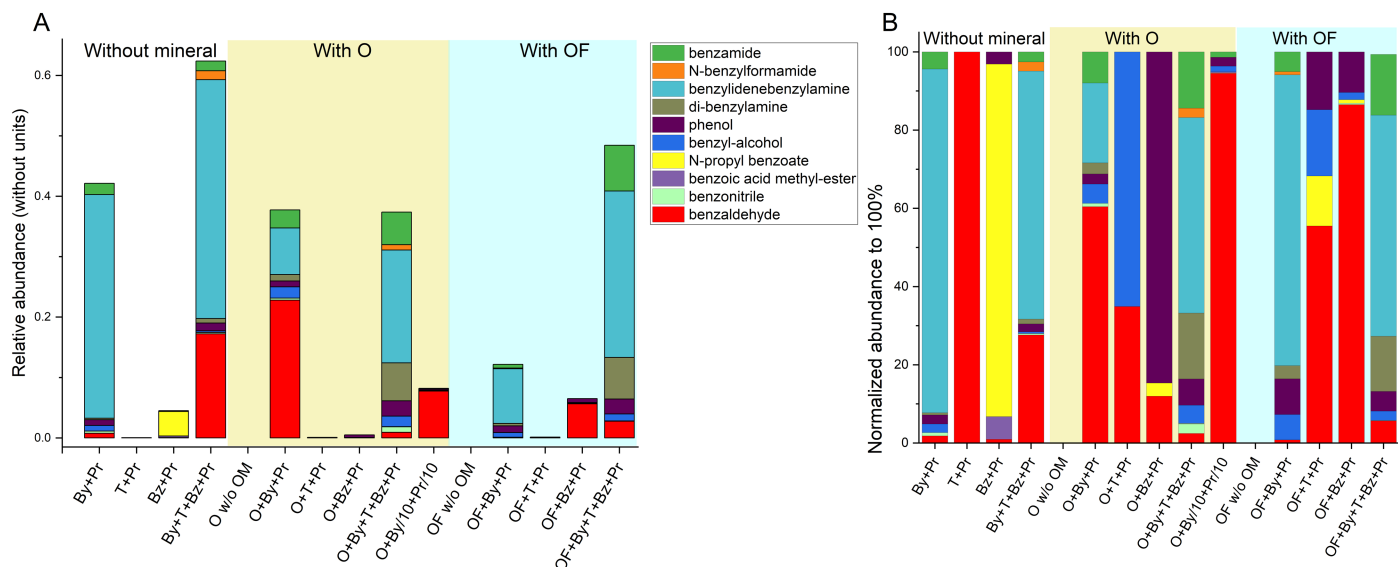 A
Without mineral
With O
With OF
Relative abundance (without units)
0.6
0.4
0.2
0.0
By+Pr
T+Pr
Bz+Pr
By+T+Bz+Pr
O w/o OM
O+By+Pr
O+T+Pr
O+Bz+Pr
O+By+T+Bz+Pr
O+By/10+Pr/10
OF w/o OM
OF+By+Pr
OF+T+Pr
OF+Bz+Pr
OF+By+T+Bz+Pr
benzamide
N-benzylformamide
benzylidenebenzylamine
di-benzylamine
phenol
benzyl-alcohol
N-propyl benzoate
benzoic acid methyl-ester
benzonitrile
benzaldehyde
B
Without mineral
With O
With OF
Normalized abundance to 100%
100
80
60
40
20
0
By+Pr
T+Pr
Bz+Pr
By+T+Bz+Pr
O w/o OM
O+By+Pr
O+T+Pr
O+Bz+Pr
O+By+T+Bz+Pr
O+By/10+Pr/10
OF w/o OM
OF+By+Pr
OF+T+Pr
OF+Bz+Pr
OF+By+T+Bz+Pr